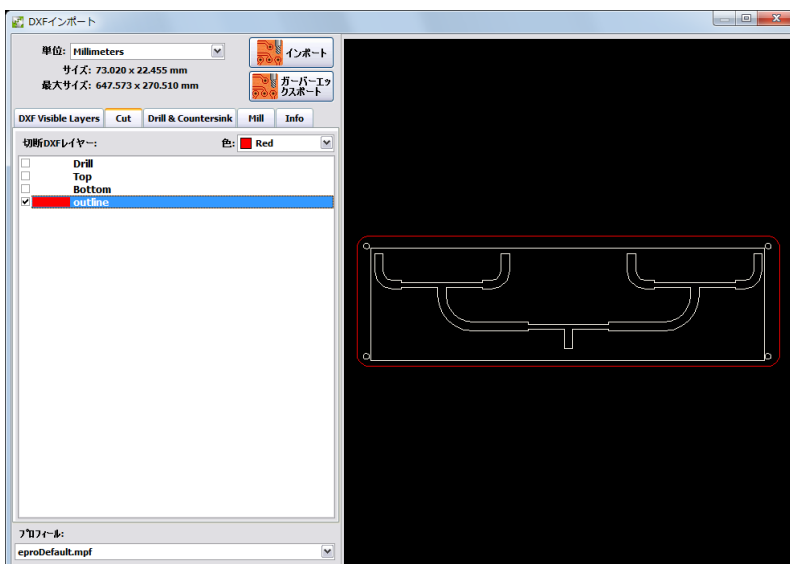 DXFインポート
単位: Millimeters
サイズ: 73.020 x 22.455 mm
最大サイズ: 647.573 x 270.510 mm
インポート
ガーバーエッ
クスポート
DXF Visible Layers Cut Drill & Countersink Mill Info
切断DXFレイヤー: 色: Red
Drill
Top
Bottom
outline
プロフィール:
eproDefault.mpf